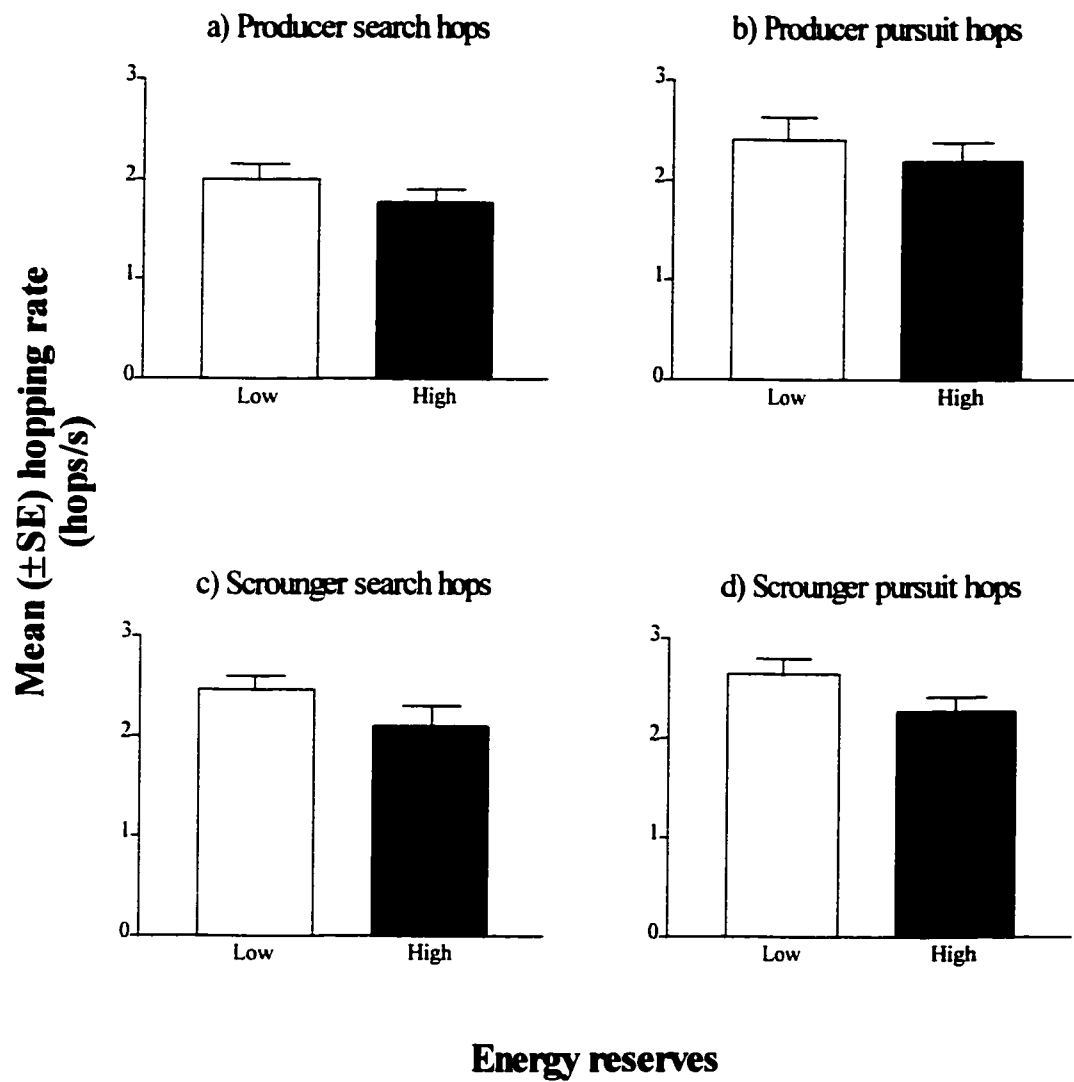 a) Producer search hops
b) Producer pursuit hops
3
2
1
0
Low High
3
2
1
0
Low High
Mean (±SE) hopping rate
(hops/s)
c) Scrounger search hops
d) Scrounger pursuit hops
3
2
1
0
Low High
3
2
1
0
Low High
Energy reserves